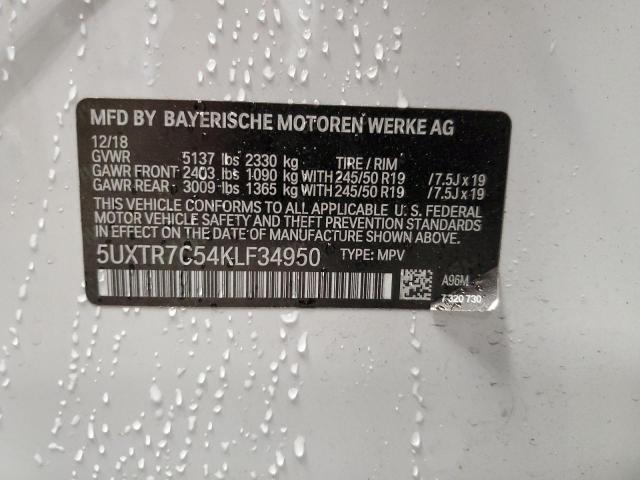 MFD BY BAYERISCHE MOTOREN WERKE AG
12/18
GVWR 5137 lbs 2330 kg TIRE / RIM
GAWR FRONT 2403 lbs 1090 kg WITH 245/50 R19 /7.5J x 19
GAWR REAR 3009 lbs 1365 kg WITH 245/50 R19 /7.5J x 19
THIS VEHICLE CONFORMS TO ALL APPLICABLE U. S. FEDERAL
MOTOR VEHICLE SAFETY AND THEFT PREVENTION STANDARDS
IN EFFECT ON THE DATE OF MANUFACTURE SHOWN ABOVE.
5UXTR7C54KLF34950 TYPE: MPV
A96M
7 320 730